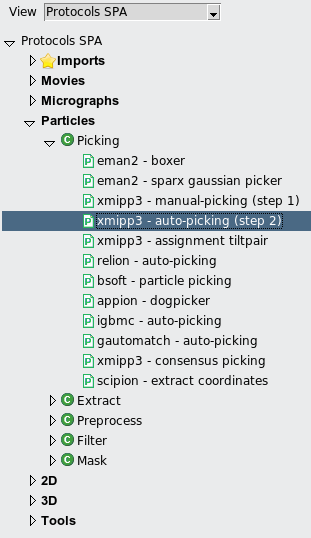 View Protocols SPA
Protocols SPA
Imports
Movies
Micrographs
Particles
C Picking
P eman2 - boxer
P eman2 - sparx gaussian picker
P xmipp3 - manual-picking (step 1)
P xmipp3 - auto-picking (step 2)
P xmipp3 - assignment tiltpair
P relion - auto-picking
P bsoft - particle picking
P appion - dogpicker
P igbmc - auto-picking
P gautomatch - auto-picking
P xmipp3 - consensus picking
P scipion - extract coordinates
C Extract
C Preprocess
C Filter
C Mask
2D
3D
Tools